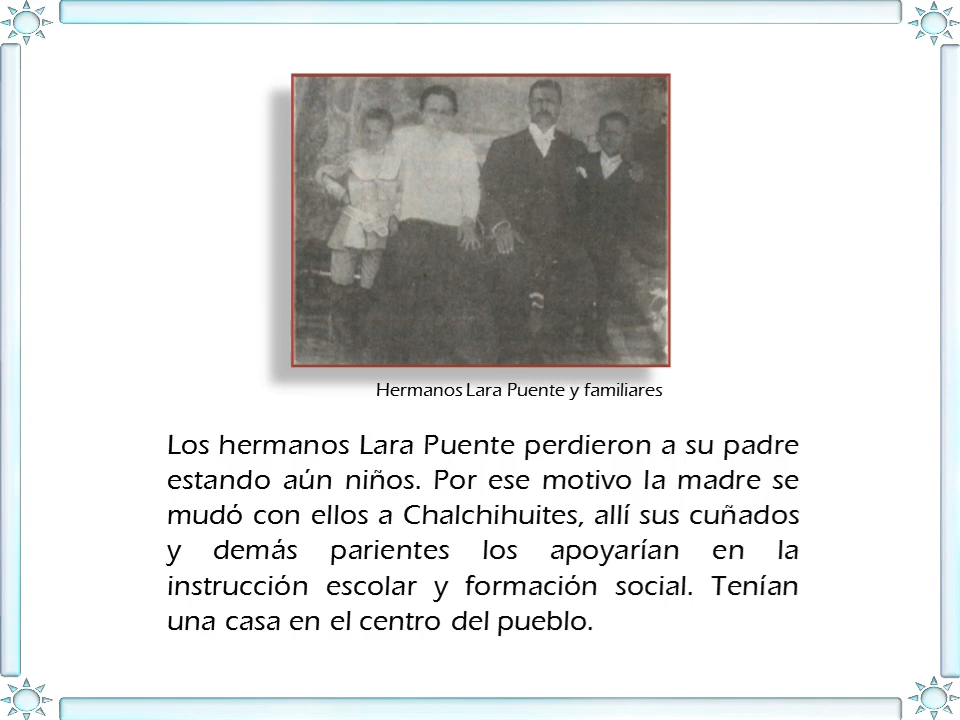 Hermanos Lara Puente y familiares
Los hermanos Lara Puente perdieron a su padre
estando aún niños. Por ese motivo la madre se
mudó con ellos a Chalchihuites, allí sus cuñados
y demás parientes los apoyarían en la
instrucción escolar y formación social. Tenían
una casa en el centro del pueblo.